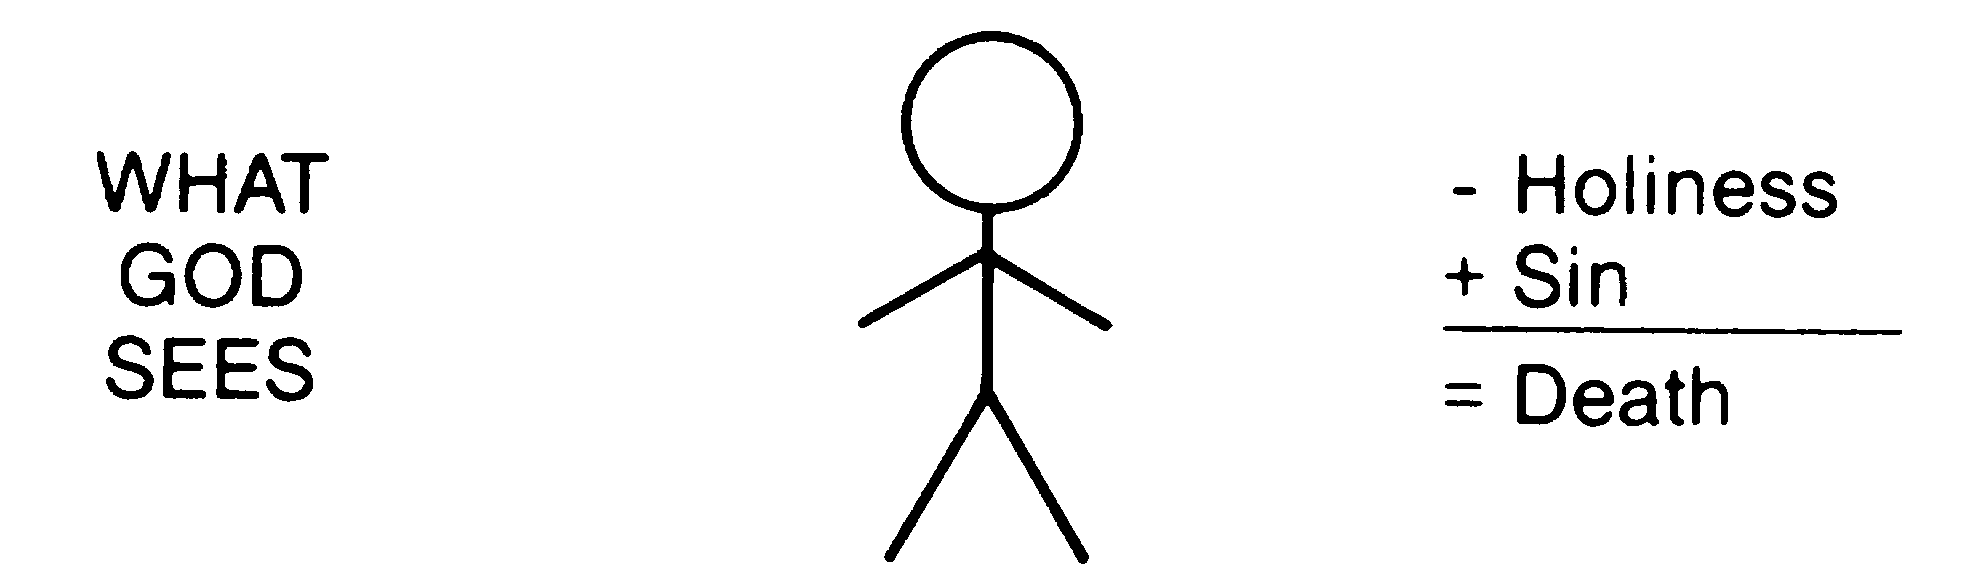 WHAT
GOD
SEES
- Holiness
+ Sin
= Death